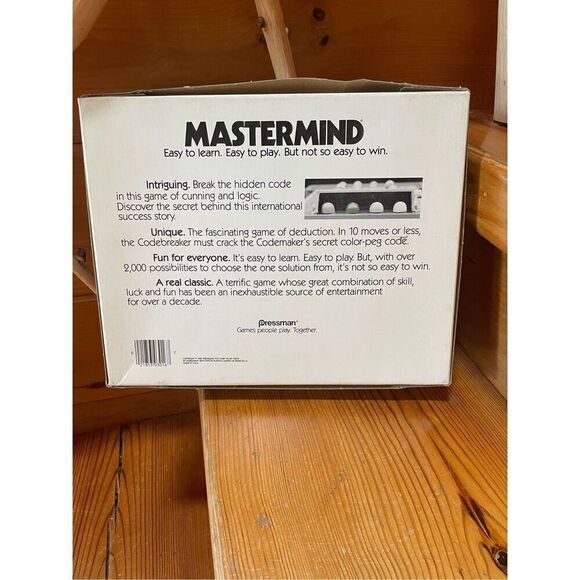 MASTERMIND®
Easy to learn. Easy to play. But not so easy to win.
Intriguing. Break the hidden code
in this game of cunning and logic.
Discover the secret behind this international
success story.
Unique. The fascinating game of deduction. In 10 moves or less,
the Codebreaker must crack the Codemaker's secret color-peg code.
Fun for everyone. It's easy to learn. Easy to play. But, with over
2,000 possibilities to choose the one solution from, it's not so easy to win.
A real classic. A terrific game whose great combination of skill,
luck and fun has been an inexhaustible source of entertainment
for over a decade.
Pressman®
Games people play. Together.